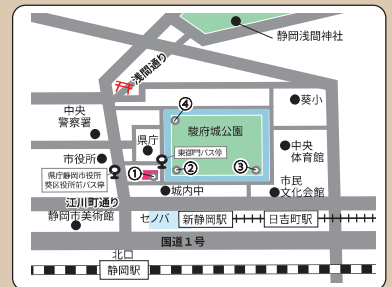 静岡浅間神社
浅間通り
④
葵小
中央
警察署
県庁
駿府城公園
東御門バス停
中央
体育館
市役所
県庁静岡市役所
葵区役所前バス停
①
②
③
城内中
市民
文化会館
江川町通り
静岡市美術館
セノバ
新静岡駅
日吉町駅
国道1号
北口
静岡駅